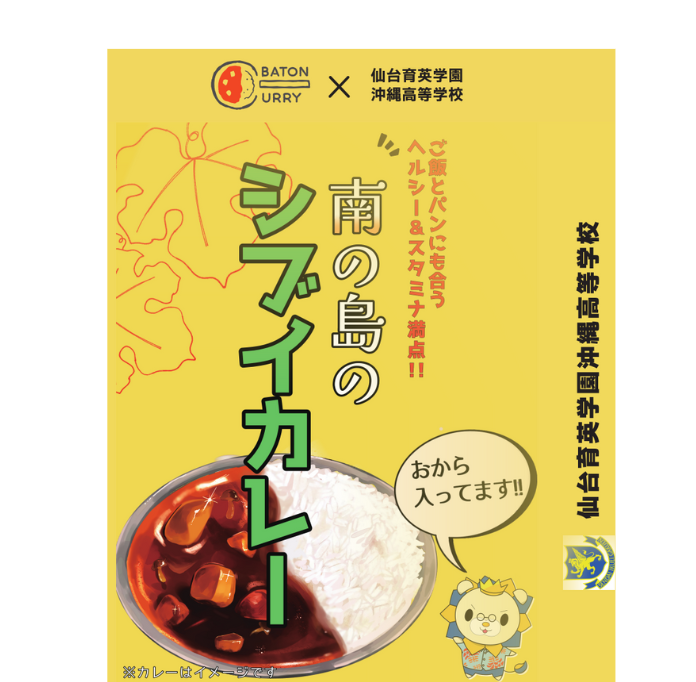 BATON
CURRY
×
仙台育英学園
沖縄高等学校
ご飯とパンにも合う
ヘルシー&スタミナ満点!!
南の島の
シブイカレー
おから
入ってます!!
仙台育英学園沖縄高等学校
※カレーはイメージです